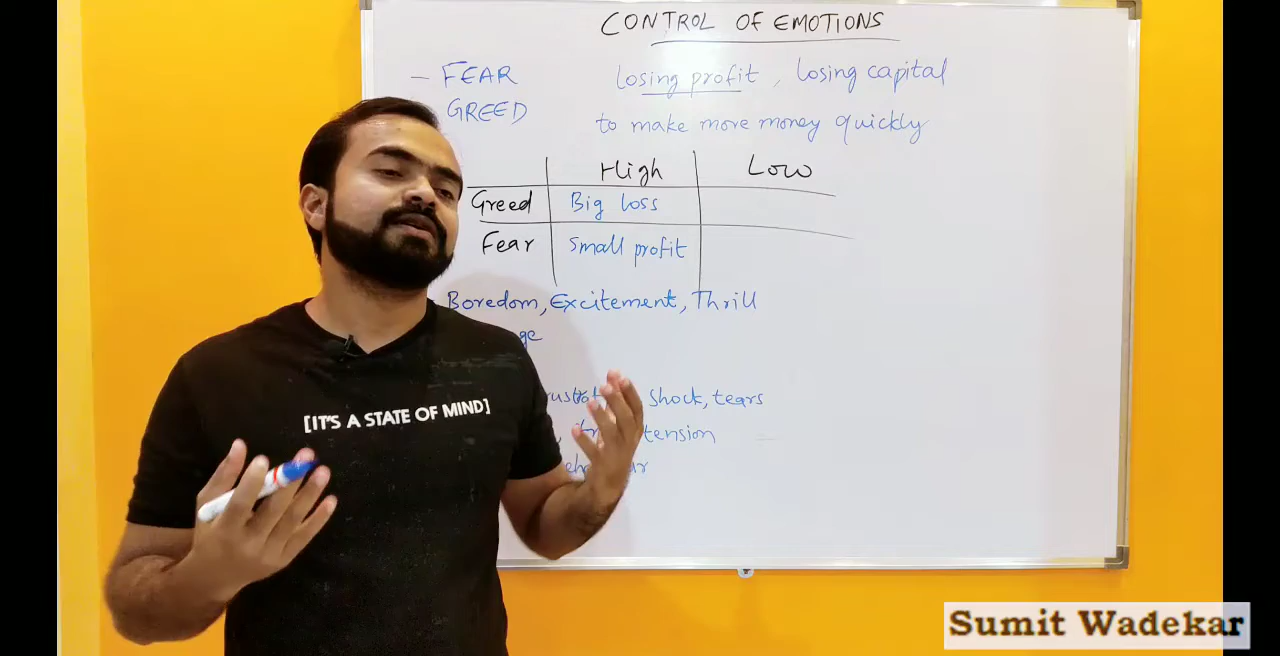 CONTROL OF EMOTIONS
- FEAR losing profit, losing capital
GREED to make more money quickly
High Low
Greed Big loss
Fear Small profit
Boredom, Excitement, Thrill
shock, tears
tension
[IT'S A STATE OF MIND]
Sumit Wadekar